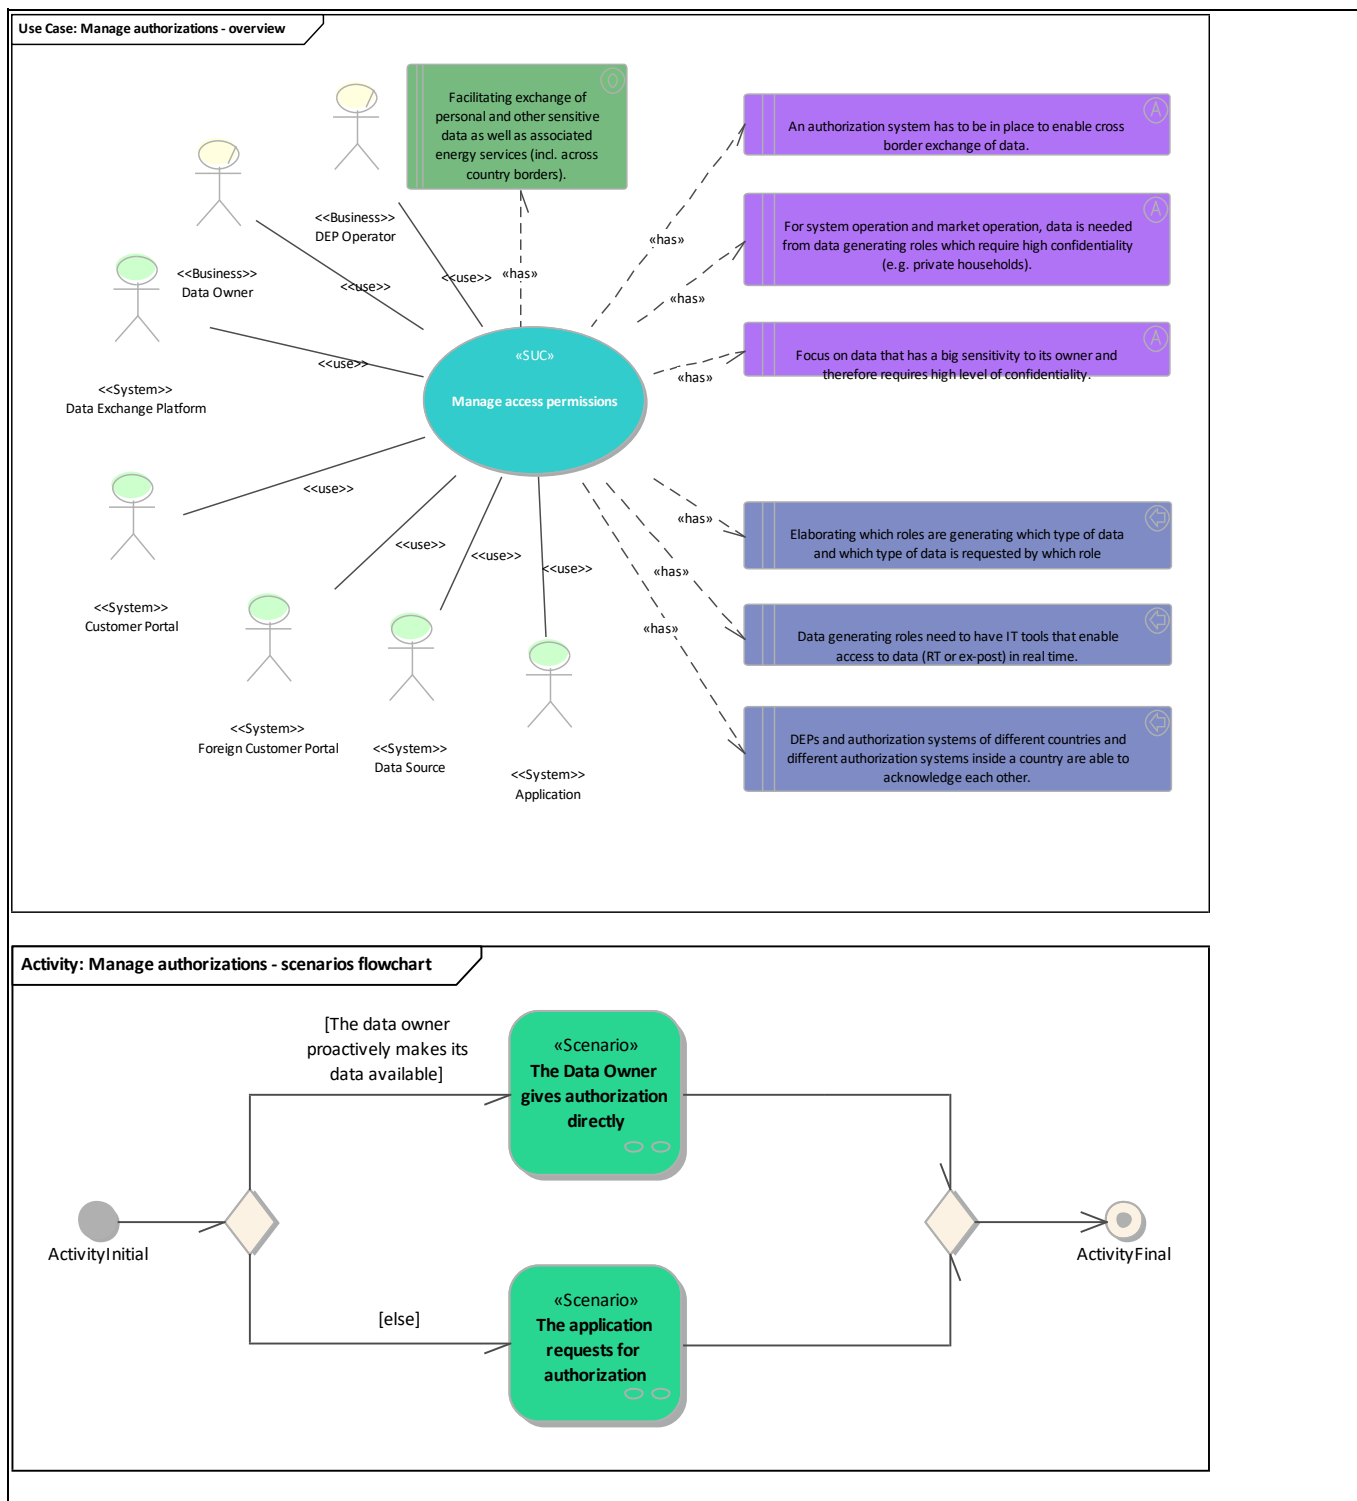 Use Case: Manage authorizations - overview
Facilitating exchange of
personal and other sensitive
data as well as associated
energy services (incl. across
country borders).
O
An authorization system has to be in place to enable cross
border exchange of data.
A
For system operation and market operation, data is needed
from data generating roles which require high confidentiality
(e.g. private households).
A
Focus on data that has a big sensitivity to its owner and
therefore requires high level of confidentiality.
A
<<Business>>
DEP Operator
<<Business>>
Data Owner
<<System>>
Data Exchange Platform
<<System>>
Customer Portal
<<System>>
Foreign Customer Portal
<<System>>
Data Source
<<System>>
Application
<<use>>
<<use>>
<<use>>
<<use>>
<<use>>
<<use>>
<<use>>
«has»
«has»
«has»
«has»
«has»
«has»
«has»
«SUC»
Manage access permissions
Elaborating which roles are generating which type of data
and which type of data is requested by which role
Data generating roles need to have IT tools that enable
access to data (RT or ex-post) in real time.
DEPs and authorization systems of different countries and
different authorization systems inside a country are able to
acknowledge each other.
Activity: Manage authorizations - scenarios flowchart
[The data owner
proactively makes its
data available]
«Scenario»
The Data Owner
gives authorization
directly
ActivityInitial
ActivityFinal
[else]
«Scenario»
The application
requests for
authorization